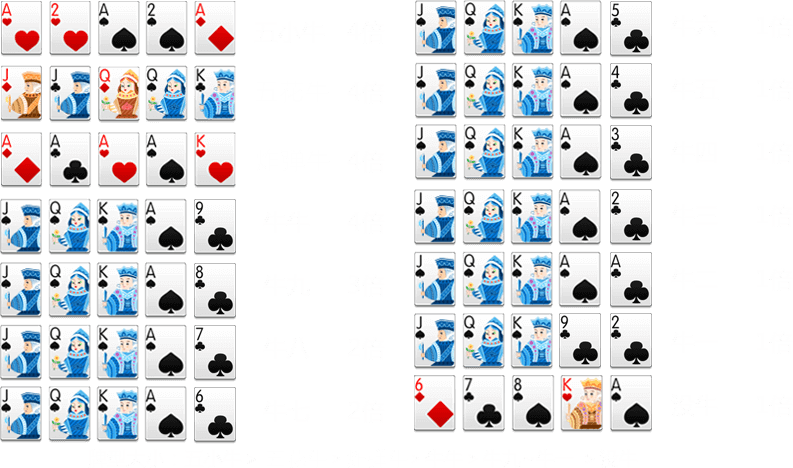 A 2 A 2 A
J J Q Q K
A A A A K
J Q K A 9
J Q K A 8
J Q K A 7
J Q K A 6
J Q K A 5
J Q K A 4
J Q K A 3
J Q K A 2
J Q K A A
J Q K 9 2
6 7 8 K A